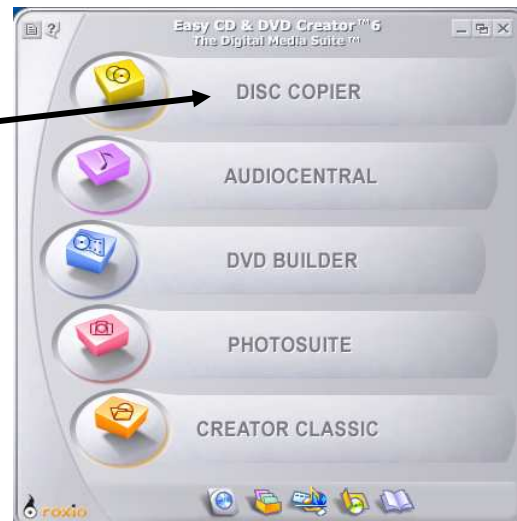 Easy CD & DVD Creator™ 6
The Digital Media Suite™
DISC COPIER
AUDIOCENTRAL
DVD BUILDER
PHOTOSUITE
CREATOR CLASSIC
roxio